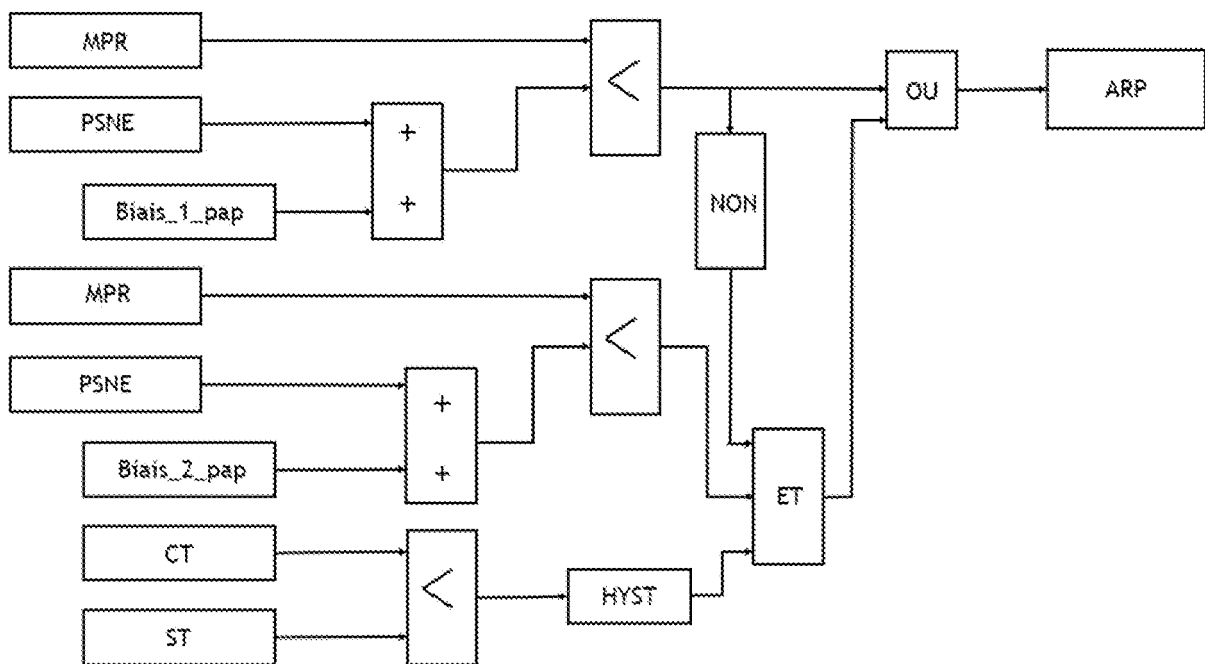 MPR
<
OU
ARP
PSNE
+
+
Biais_1_pap
NON
MPR
<
PSNE
+
+
Biais_2_pap
ET
CT
<
HYST
ST